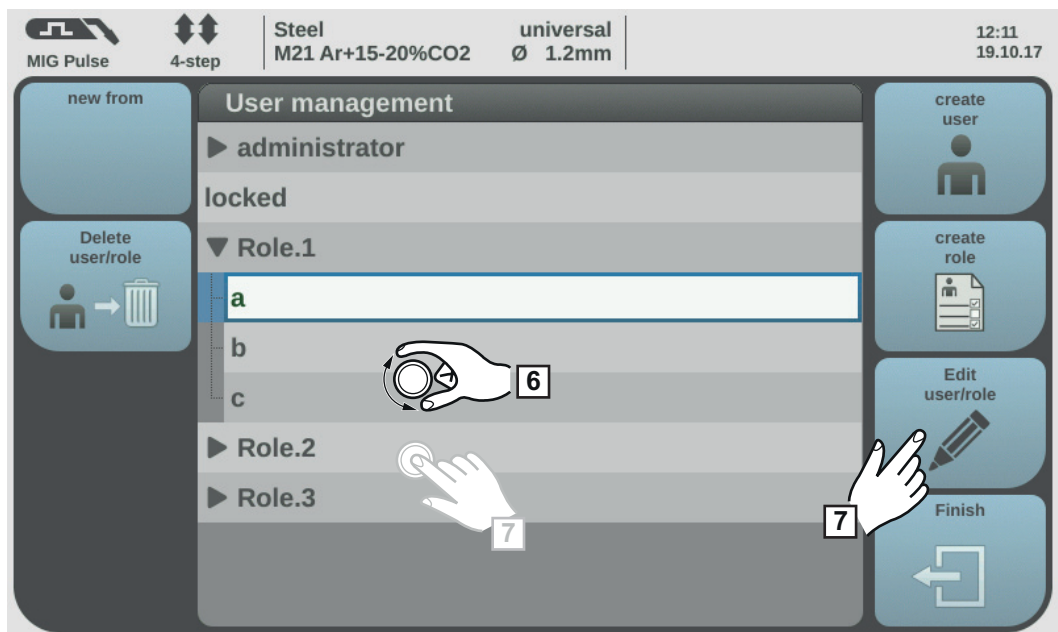 MIG Pulse
4-step
Steel universal
M21 Ar+15-20%CO2 Ø 1.2mm
12:11
19.10.17
new from
Delete
user/role
User management
administrator
locked
Role.1
a
b
c
Role.2
Role.3
6
7
7
create
user
create
role
Edit
user/role
Finish